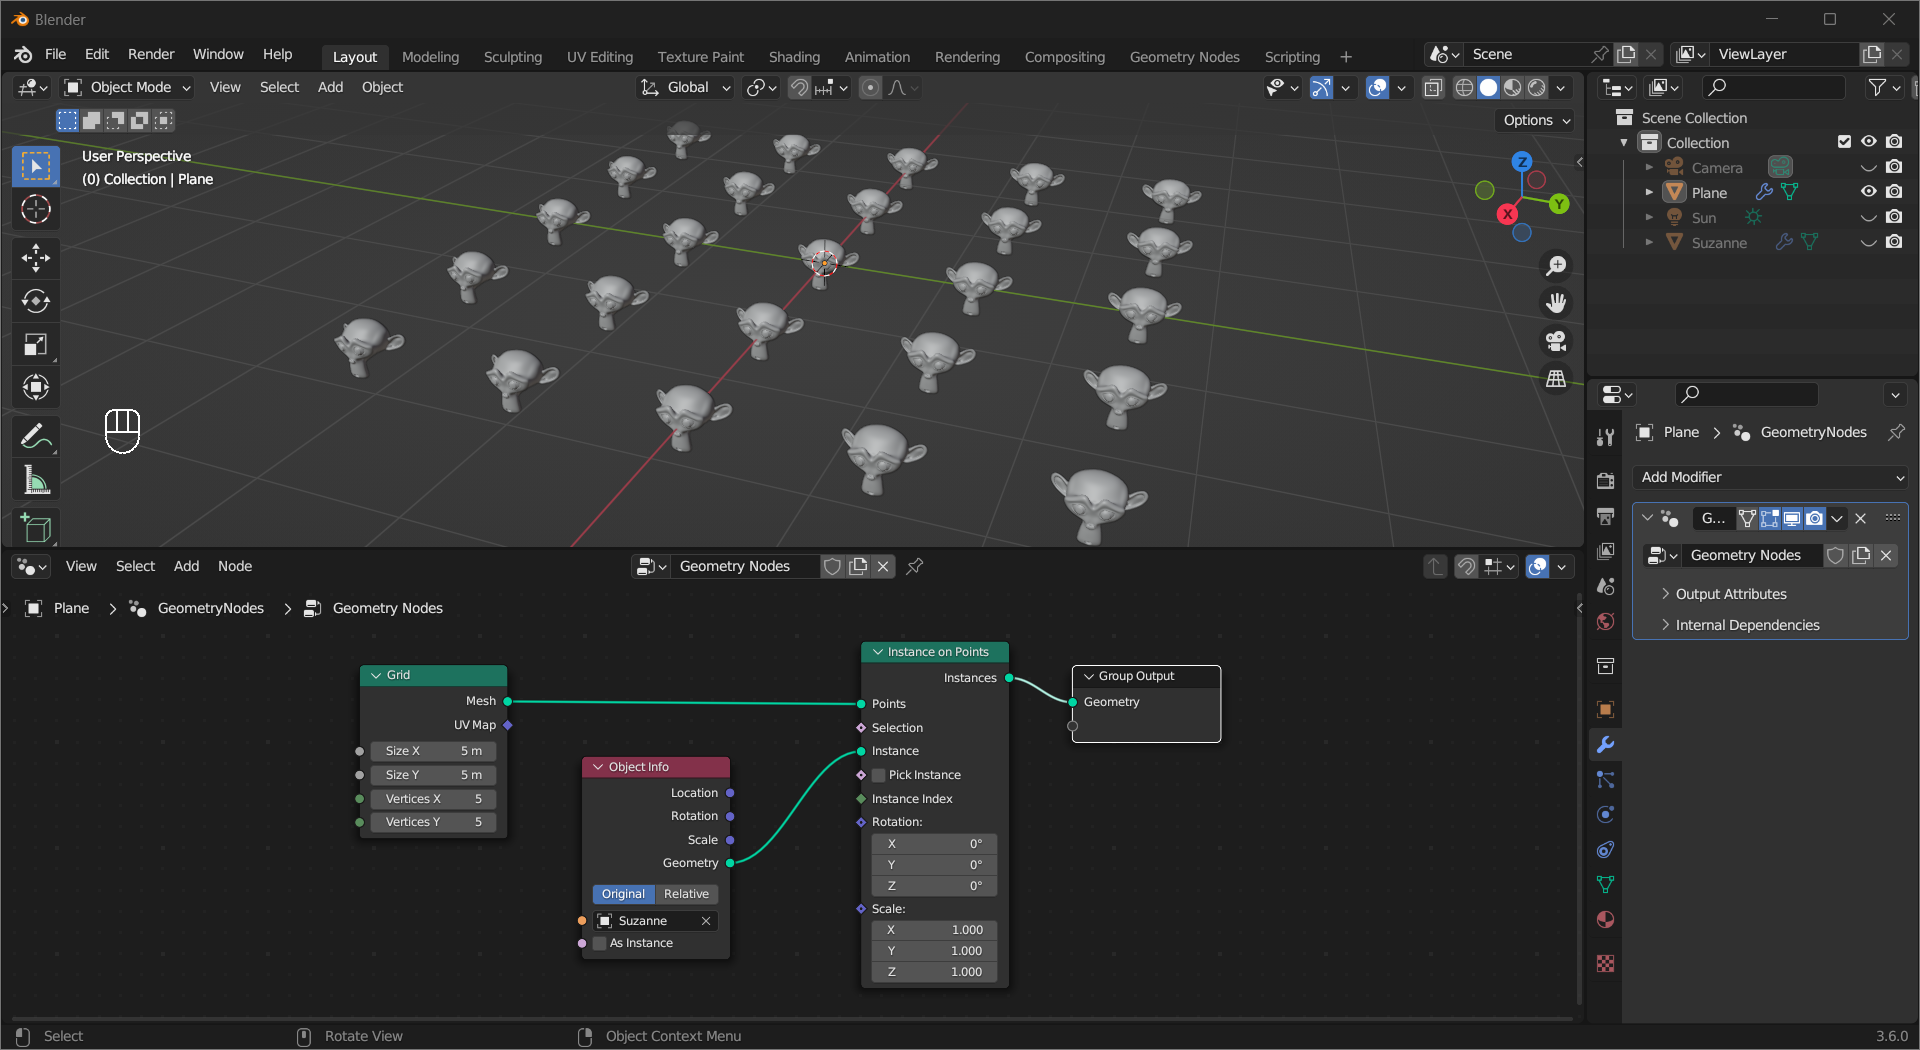 Blender
File Edit Render Window Help Layout Modeling Sculpting UV Editing Texture Paint Shading Animation Rendering Compositing Geometry Nodes Scripting + Scene ViewLayer
Object Mode View Select Add Object Global
Options
User Perspective
(0) Collection | Plane
Z
Y
X
Scene Collection
Collection
Camera
Plane
Sun
Suzanne
Plane > GeometryNodes
Add Modifier
G...
Geometry Nodes
Output Attributes
Internal Dependencies
View Select Add Node Geometry Nodes
Plane > GeometryNodes > Geometry Nodes
Grid
Mesh
UV Map
Size X 5 m
Size Y 5 m
Vertices X 5
Vertices Y 5
Object Info
Location
Rotation
Scale
Geometry
Original Relative
Suzanne
As Instance
Instance on Points
Instances
Points
Selection
Instance
Pick Instance
Instance Index
Rotation:
X 0°
Y 0°
Z 0°
Scale:
X 1.000
Y 1.000
Z 1.000
Group Output
Geometry
Select Rotate View Object Context Menu 3.6.0